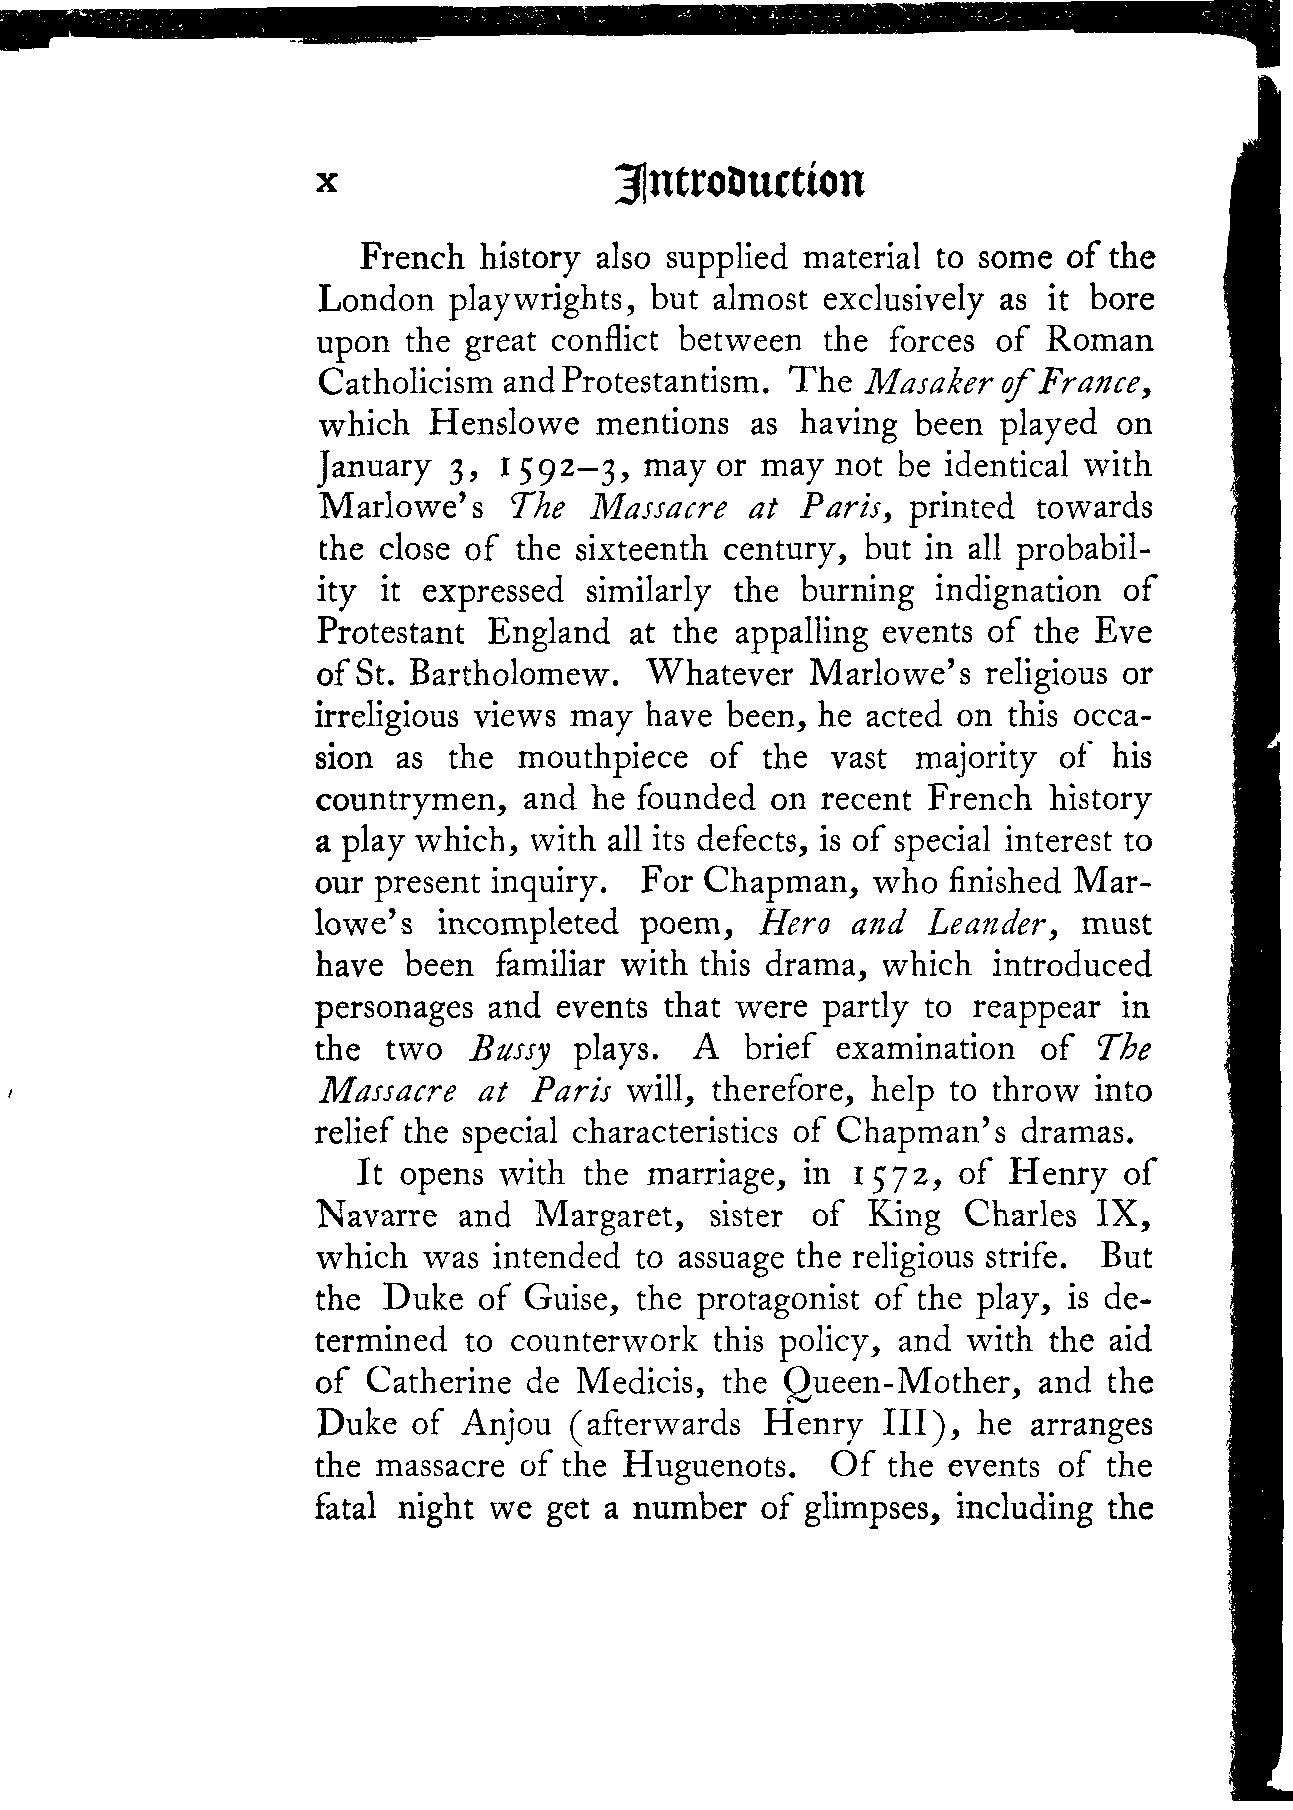 x Introduction
French history also supplied material to some of the
London playwrights, but almost exclusively as it bore
upon the great conflict between the forces of Roman
Catholicism and Protestantism. The Masaker of France,
which Henslowe mentions as having been played on
January 3, 1592–3, may or may not be identical with
Marlowe's The Massacre at Paris, printed towards
the close of the sixteenth century, but in all probabil-
ity it expressed similarly the burning indignation of
Protestant England at the appalling events of the Eve
of St. Bartholomew. Whatever Marlowe's religious or
irreligious views may have been, he acted on this occa-
sion as the mouthpiece of the vast majority of his
countrymen, and he founded on recent French history
a play which, with all its defects, is of special interest to
our present inquiry. For Chapman, who finished Mar-
lowe's incompleted poem, Hero and Leander, must
have been familiar with this drama, which introduced
personages and events that were partly to reappear in
the two Bussy plays. A brief examination of The
Massacre at Paris will, therefore, help to throw into
relief the special characteristics of Chapman's dramas.
It opens with the marriage, in 1572, of Henry of
Navarre and Margaret, sister of King Charles IX,
which was intended to assuage the religious strife. But
the Duke of Guise, the protagonist of the play, is de-
termined to counterwork this policy, and with the aid
of Catherine de Medicis, the Queen-Mother, and the
Duke of Anjou (afterwards Henry III), he arranges
the massacre of the Huguenots. Of the events of the
fatal night we get a number of glimpses, including the